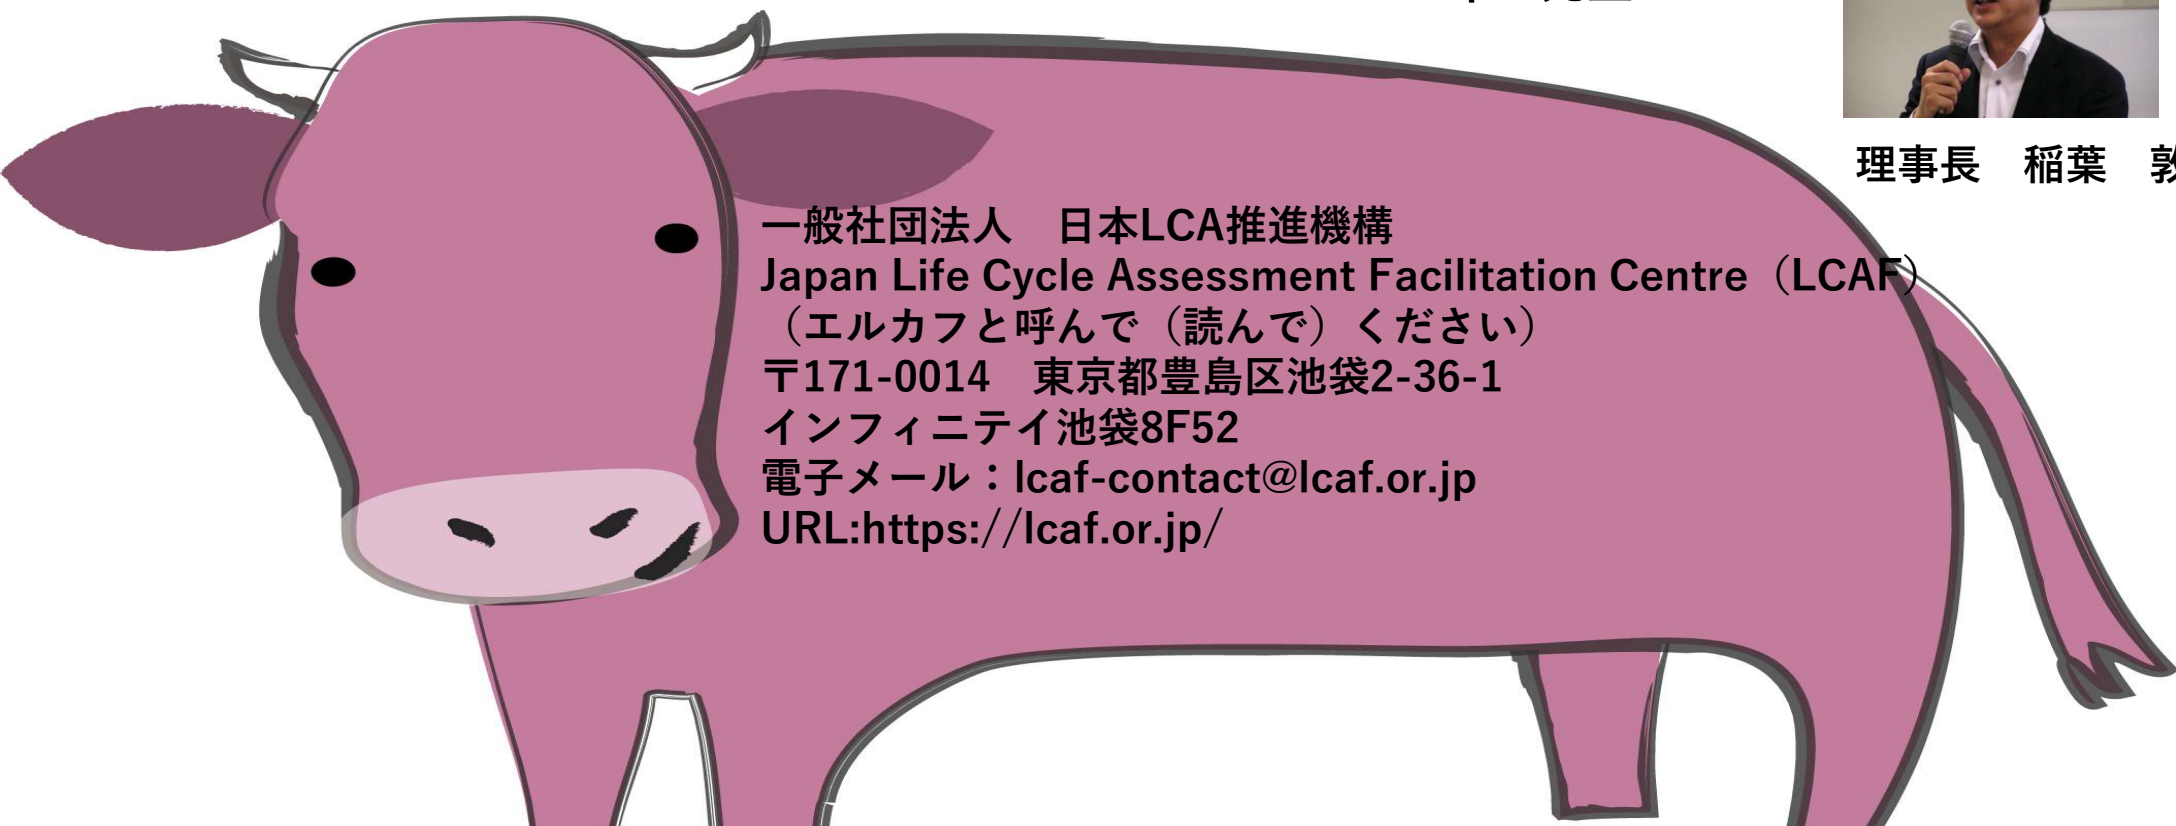 理事長　稲葉　敦
一般社団法人　日本LCA推進機構
Japan Life Cycle Assessment Facilitation Centre（LCAF）
（エルカフと呼んで（読んで）ください）
〒171-0014　東京都豊島区池袋2-36-1
インフィニテイ池袋8F52
電子メール：lcaf-contact@lcaf.or.jp
URL:https://lcaf.or.jp/